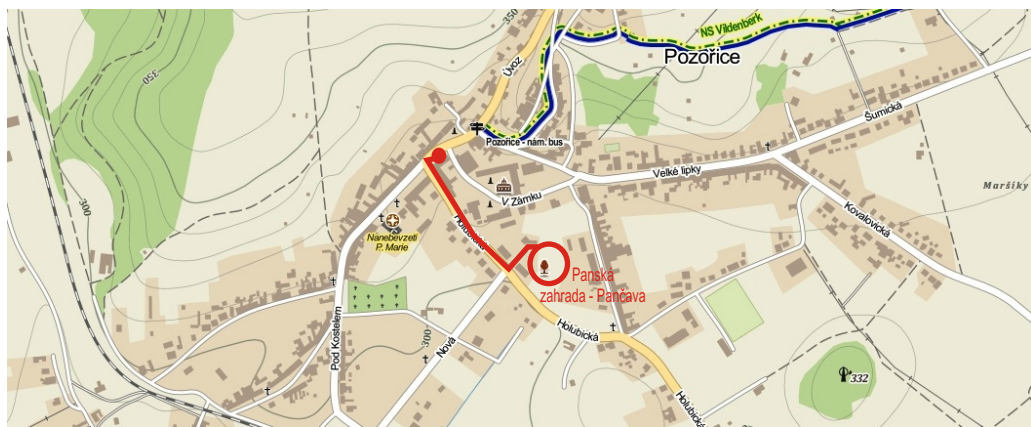 350
NS Vildenberk
Pozořice
Úvoz
350
Šumická
Pozořice - nám. bus
Velké lipky
Maršíky
V Zámku
300
Kovalovická
Holubická
Nanebevzetí
P. Marie
Panská
zahrada - Pančava
Holubická
300
Nová
Pod Kostelem
332
Holubická